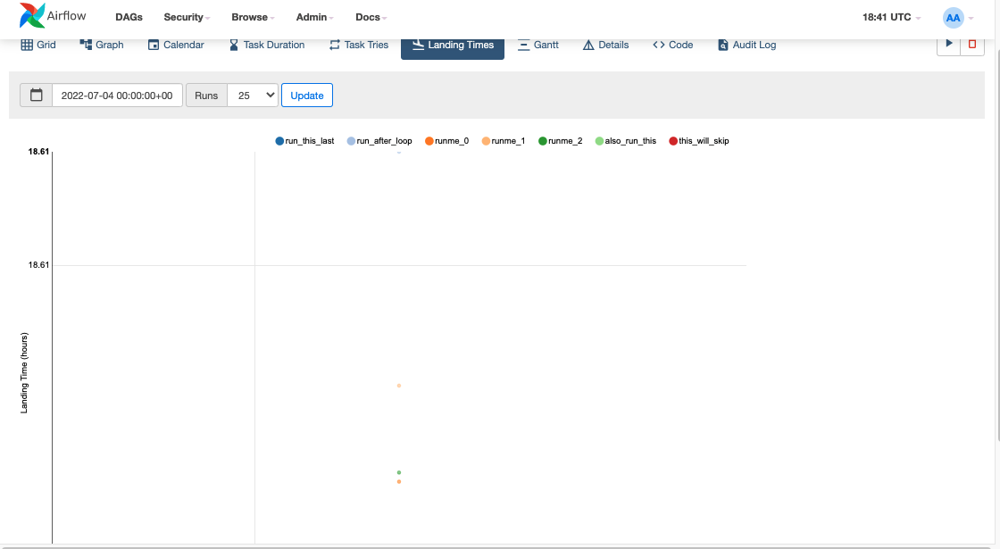 Airflow DAGs Security Browse Admin Docs 18:41 UTC AA
Grid Graph Calendar Task Duration Task Tries Landing Times Gantt Details Code Audit Log
2022-07-04 00:00:00+00 Runs 25 Update
run_this_last run_after_loop runme_0 runme_1 runme_2 also_run_this this_will_skip
18.61
18.61
Landing Time (hours)